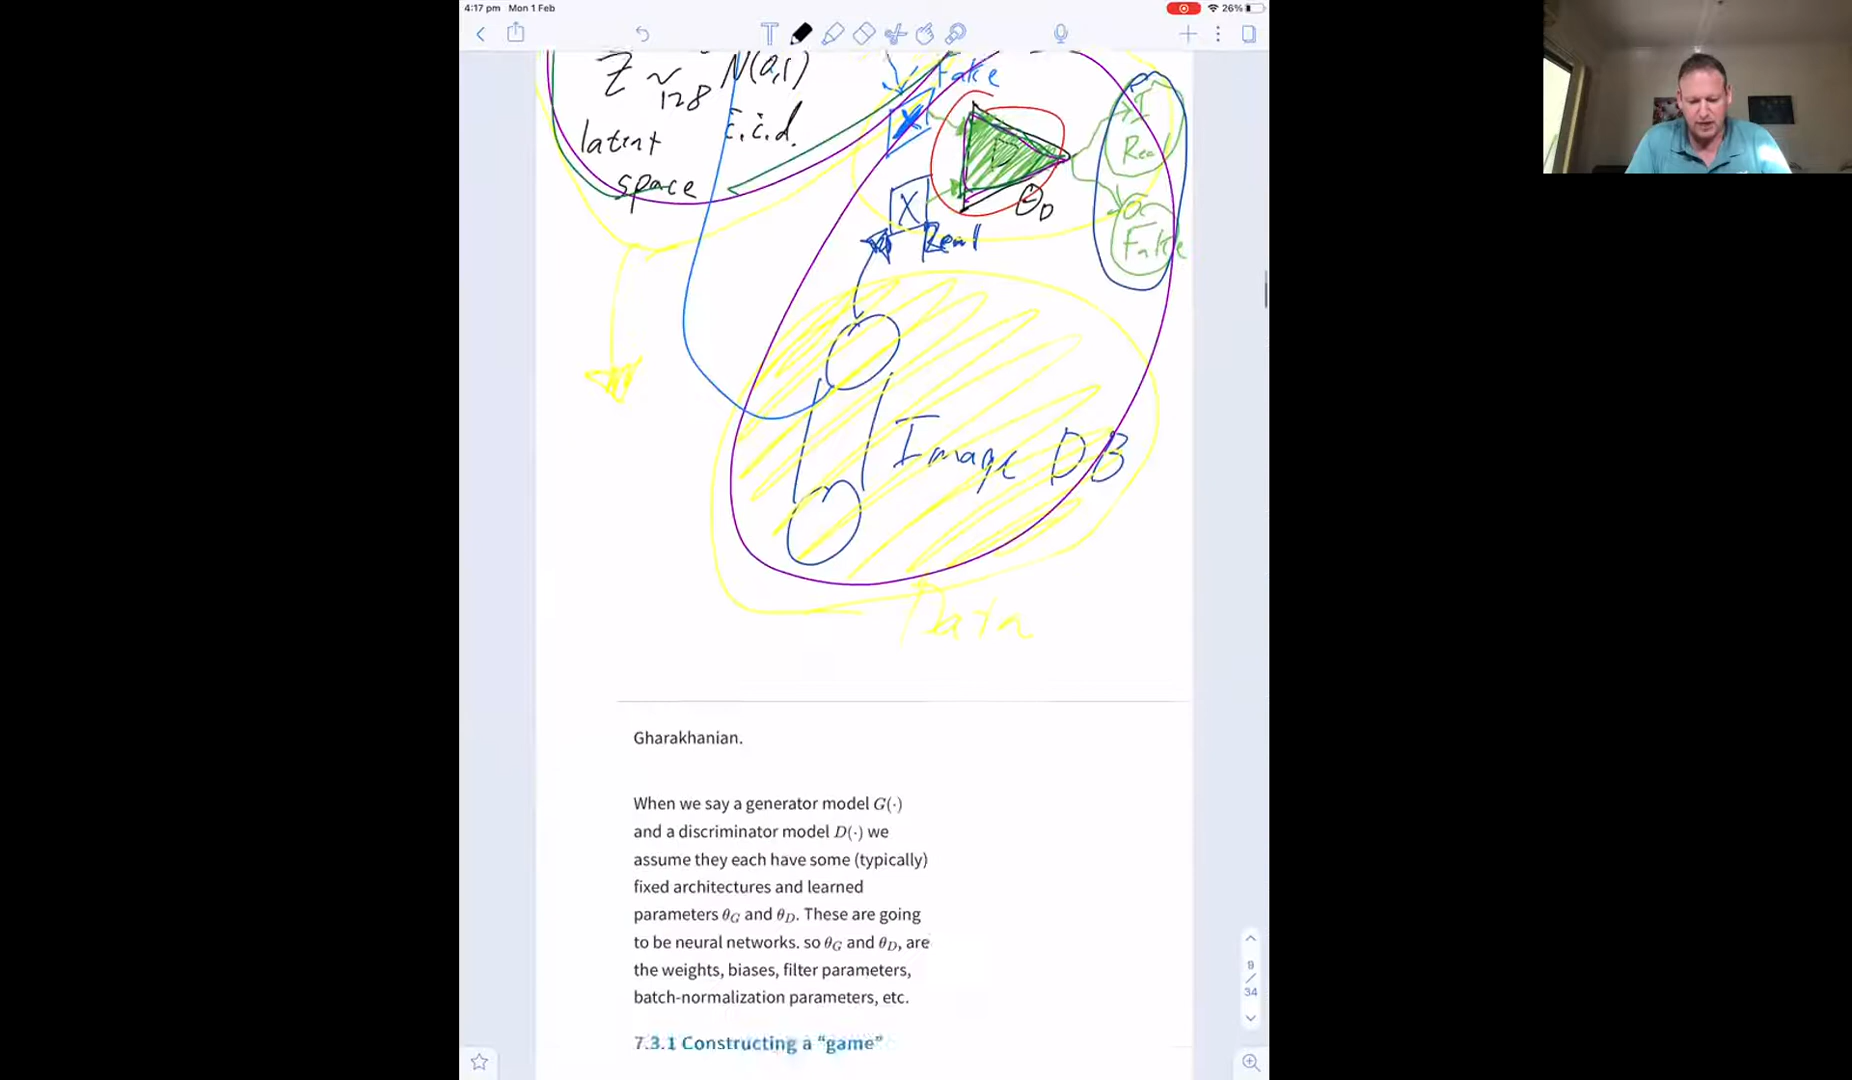 4:17 pm Mon 1 Feb
26%
Z ~ N(0,1)
128
i.i.d.
latent
space
Fake
X
D
θD
1
Real
0
Fake
X
Real
Image DB
Data
Gharakhanian.
When we say a generator model G(·)
and a discriminator model D(·) we
assume they each have some (typically)
fixed architectures and learned
parameters θG and θD. These are going
to be neural networks. so θG and θD, are
the weights, biases, filter parameters,
batch-normalization parameters, etc.
7.3.1 Constructing a “game”
9
/
34